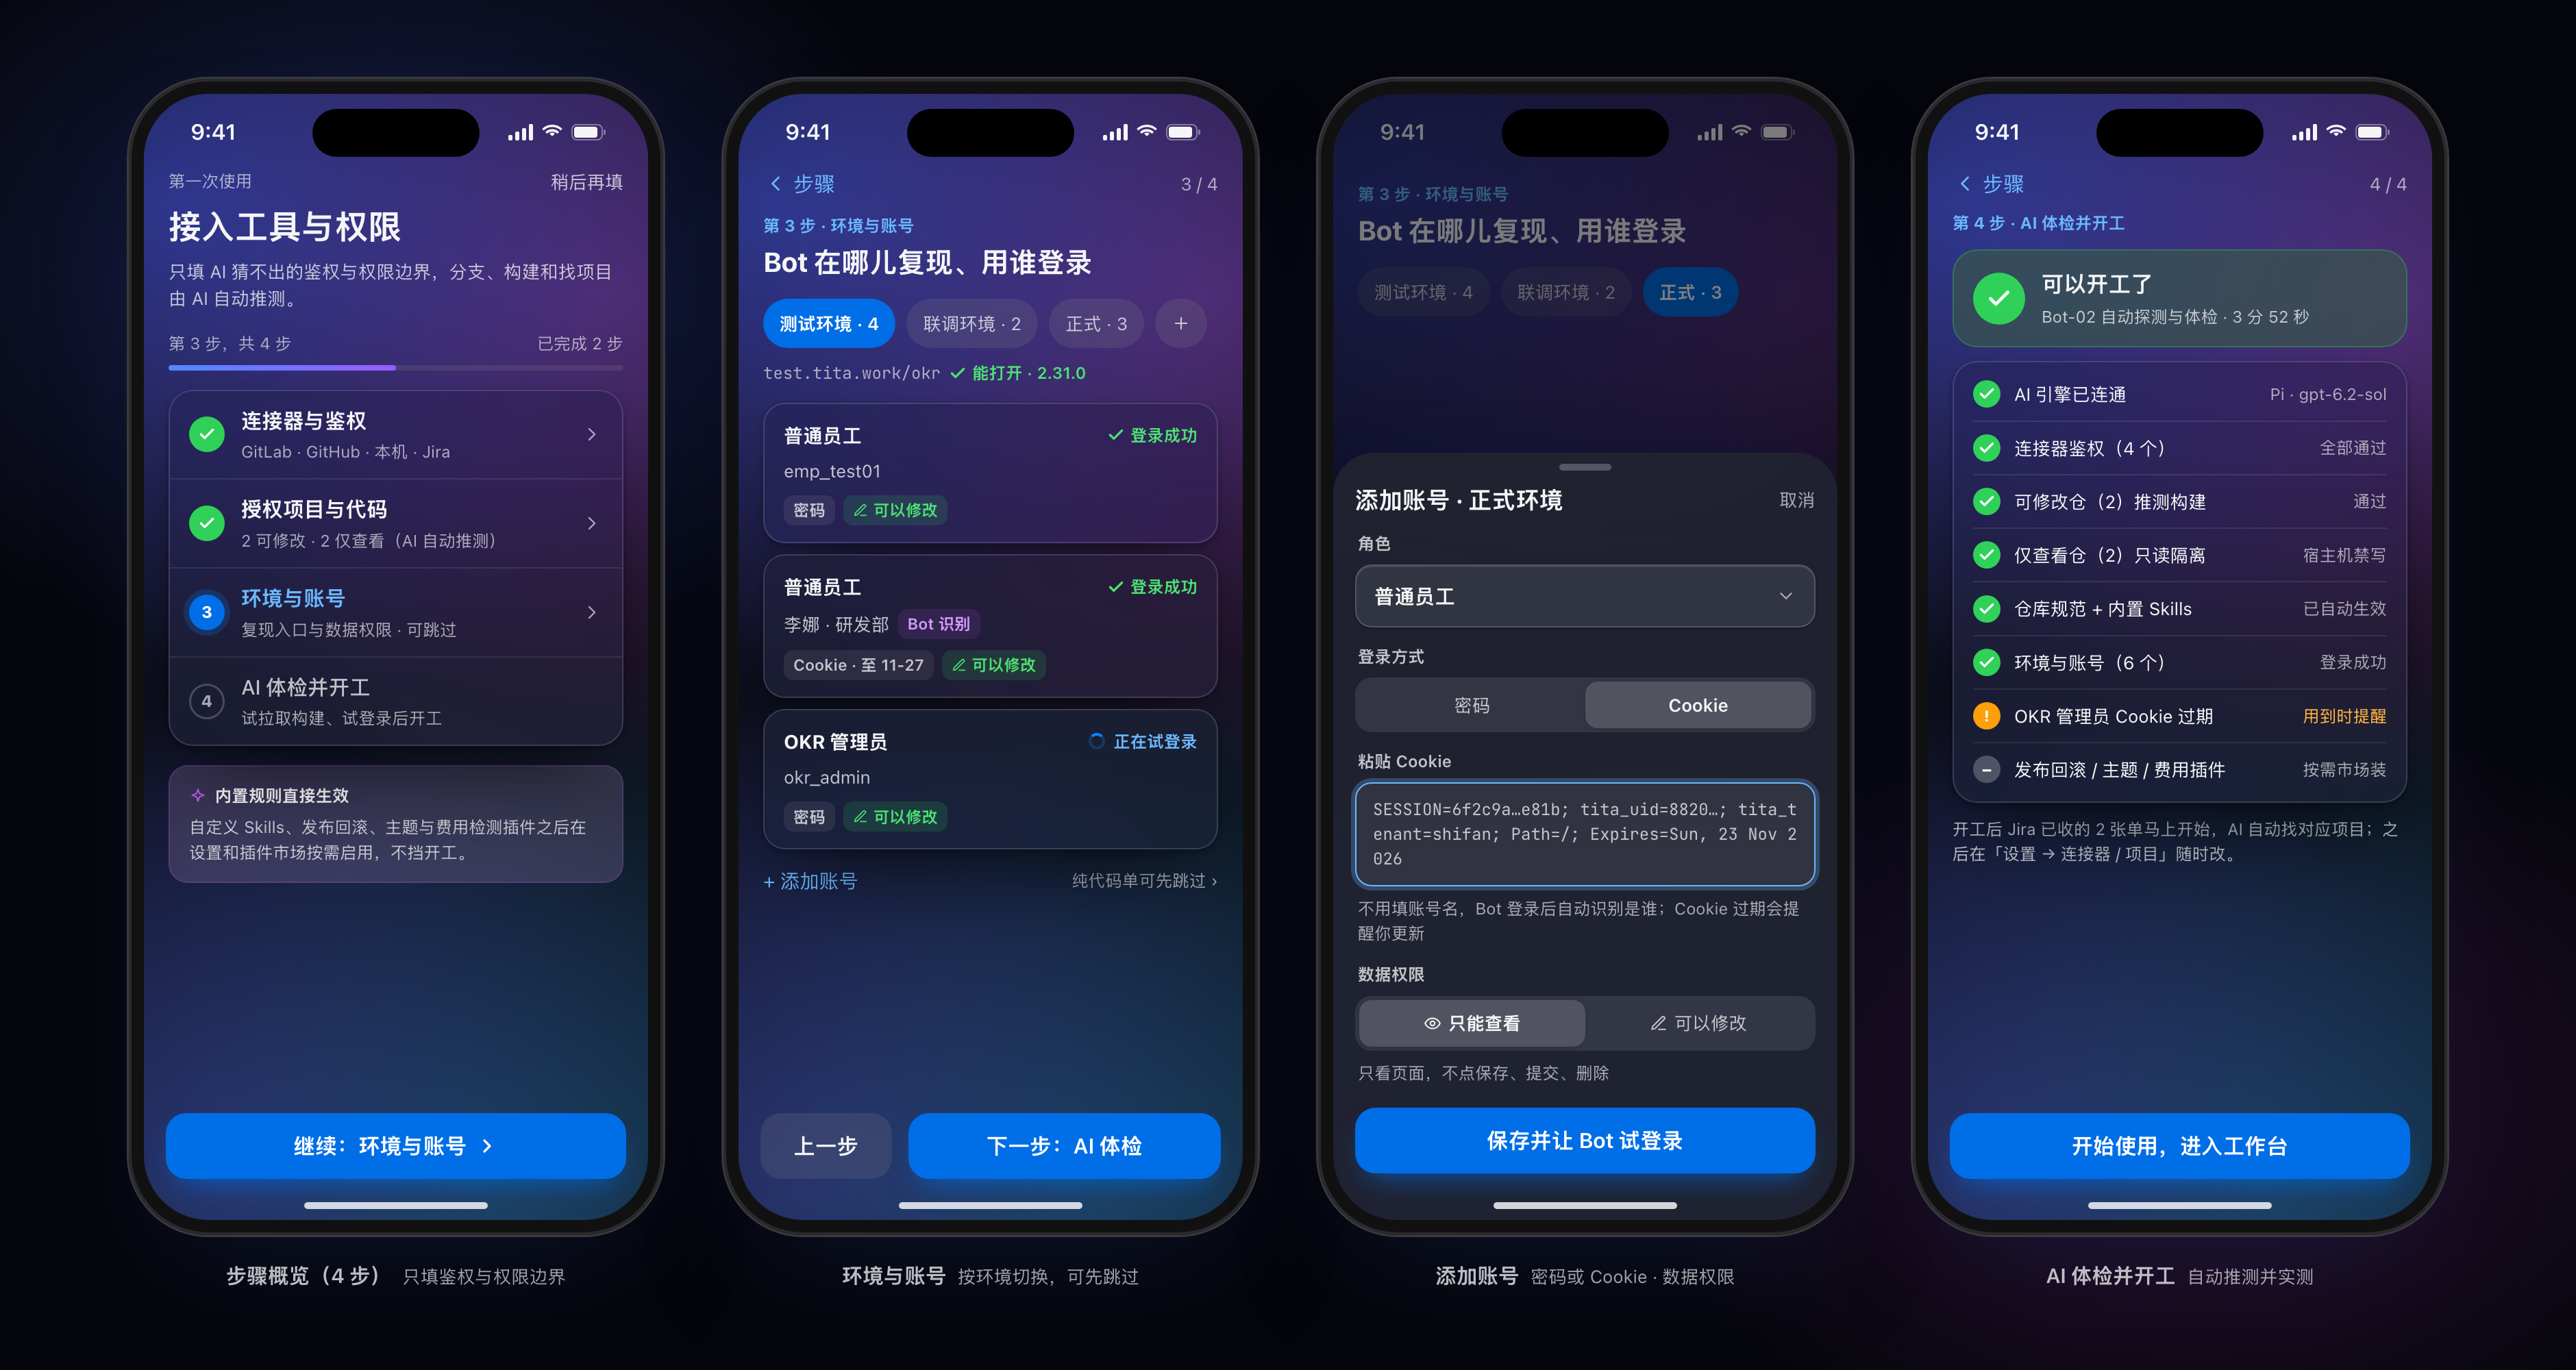 9:41
第一次使用
稍后再填
接入工具与权限
只填 AI 猜不出的鉴权与权限边界，分支、构建和找项目
由 AI 自动推测。
第 3 步，共 4 步
已完成 2 步
连接器与鉴权
GitLab · GitHub · 本机 · Jira
授权项目与代码
2 可修改 · 2 仅查看（AI 自动推测）
3
环境与账号
复现入口与数据权限 · 可跳过
4
AI 体检并开工
试拉取构建、试登录后开工
内置规则直接生效
自定义 Skills、发布回滚、主题与费用检测插件之后在
设置和插件市场按需启用，不挡开工。
继续：环境与账号
步骤概览（4 步） 只填鉴权与权限边界
9:41
步骤
3 / 4
第 3 步 · 环境与账号
Bot 在哪儿复现、用谁登录
测试环境 · 4
联调环境 · 2
正式 · 3
+
test.tita.work/okr 能打开 · 2.31.0
普通员工
登录成功
emp_test01
密码
可以修改
普通员工
登录成功
李娜 · 研发部 Bot 识别
Cookie · 至 11-27
可以修改
OKR 管理员
正在试登录
okr_admin
密码
可以修改
+ 添加账号
纯代码单可先跳过 ›
上一步
下一步：AI 体检
环境与账号 按环境切换，可先跳过
9:41
第 3 步 · 环境与账号
Bot 在哪儿复现、用谁登录
测试环境 · 4
联调环境 · 2
正式 · 3
添加账号 · 正式环境
取消
角色
普通员工
登录方式
密码
Cookie
粘贴 Cookie
SESSION=6f2c9a…e81b; tita_uid=8820…; tita_t
enant=shifan; Path=/; Expires=Sun, 23 Nov 2
026
不用填账号名，Bot 登录后自动识别是谁；Cookie 过期会提
醒你更新
数据权限
只能查看
可以修改
只看页面，不点保存、提交、删除
保存并让 Bot 试登录
添加账号 密码或 Cookie · 数据权限
9:41
步骤
4 / 4
第 4 步 · AI 体检并开工
可以开工了
Bot-02 自动探测与体检 · 3 分 52 秒
AI 引擎已连通
Pi · gpt-6.2-sol
连接器鉴权（4 个）
全部通过
可修改仓（2）推测构建
通过
仅查看仓（2）只读隔离
宿主机禁写
仓库规范 + 内置 Skills
已自动生效
环境与账号（6 个）
登录成功
OKR 管理员 Cookie 过期
用到时提醒
发布回滚 / 主题 / 费用插件
按需市场装
开工后 Jira 已收的 2 张单马上开始，AI 自动找对应项目；之
后在「设置 → 连接器 / 项目」随时改。
开始使用，进入工作台
AI 体检并开工 自动推测并实测